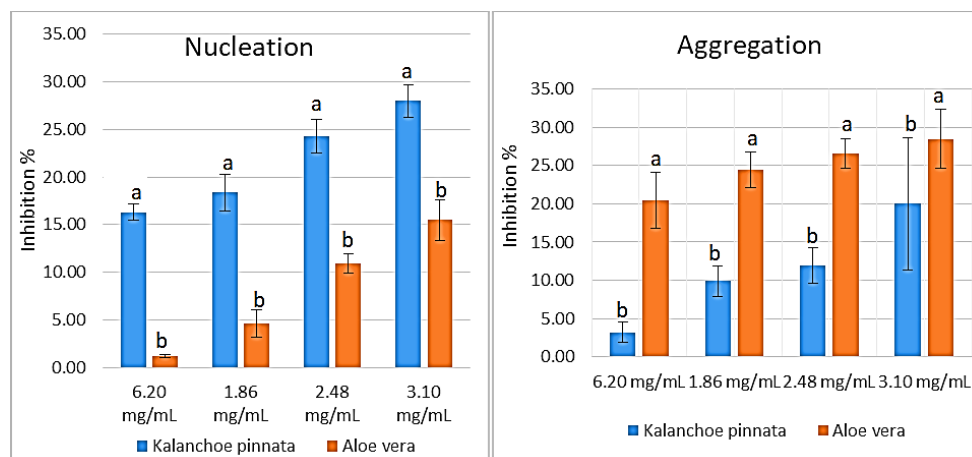 Nucleation
35.00
30.00
25.00
20.00
15.00
10.00
5.00
0.00
Inhibition %
a
b
a
b
a
b
a
b
6.20 mg/mL
1.86 mg/mL
2.48 mg/mL
3.10 mg/mL
Kalanchoe pinnata
Aloe vera
Aggregation
35.00
30.00
25.00
20.00
15.00
10.00
5.00
0.00
Inhibition %
b
a
b
a
b
a
b
a
6.20 mg/mL 1.86 mg/mL 2.48 mg/mL 3.10 mg/mL
Kalanchoe pinnata
Aloe vera